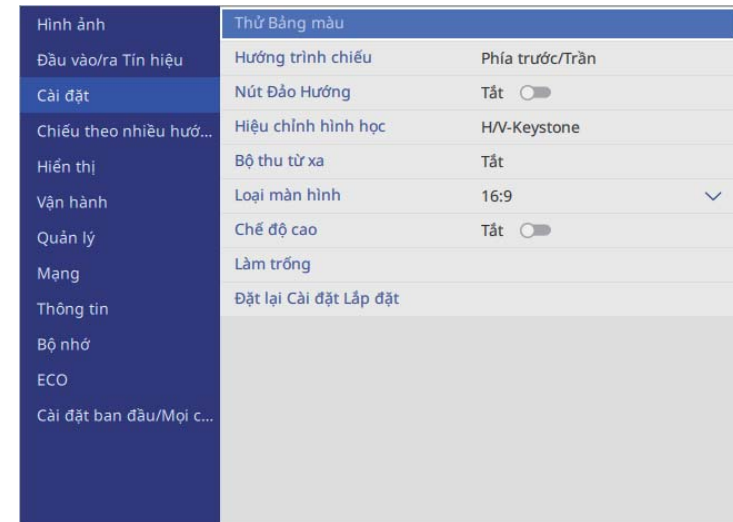 Hình ảnh
Đầu vào/ra Tín hiệu
Cài đặt
Chiếu theo nhiều hướ...
Hiển thị
Vận hành
Quản lý
Mạng
Thông tin
Bộ nhớ
ECO
Cài đặt ban đầu/Mọi c...
Thử Bảng màu
Hướng trình chiếu Phía trước/Trần
Nút Đảo Hướng Tắt
Hiệu chỉnh hình học H/V-Keystone
Bộ thu từ xa Tắt
Loại màn hình 16:9
Chế độ cao Tắt
Làm trống
Đặt lại Cài đặt Lắp đặt